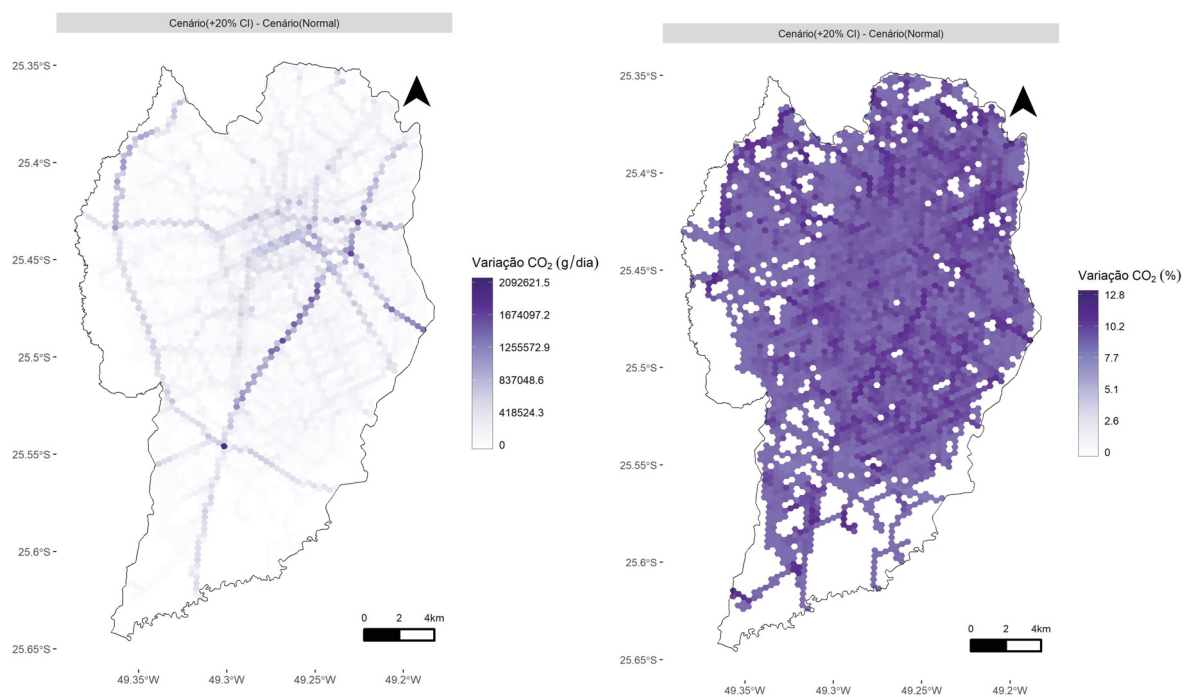 Cenário(+20% CI) - Cenário(Normal)
25.35°S
25.4°S
25.45°S
25.5°S
25.55°S
25.6°S
25.65°S
49.35°W
49.3°W
49.25°W
49.2°W
0
2
4km
Variação CO₂ (g/dia)
2092621.5
1674097.2
1255572.9
837048.6
418524.3
0
Cenário(+20% CI) - Cenário(Normal)
25.35°S
25.4°S
25.45°S
25.5°S
25.55°S
25.6°S
25.65°S
49.35°W
49.3°W
49.25°W
49.2°W
0
2
4km
Variação CO₂ (%)
12.8
10.2
7.7
5.1
2.6
0